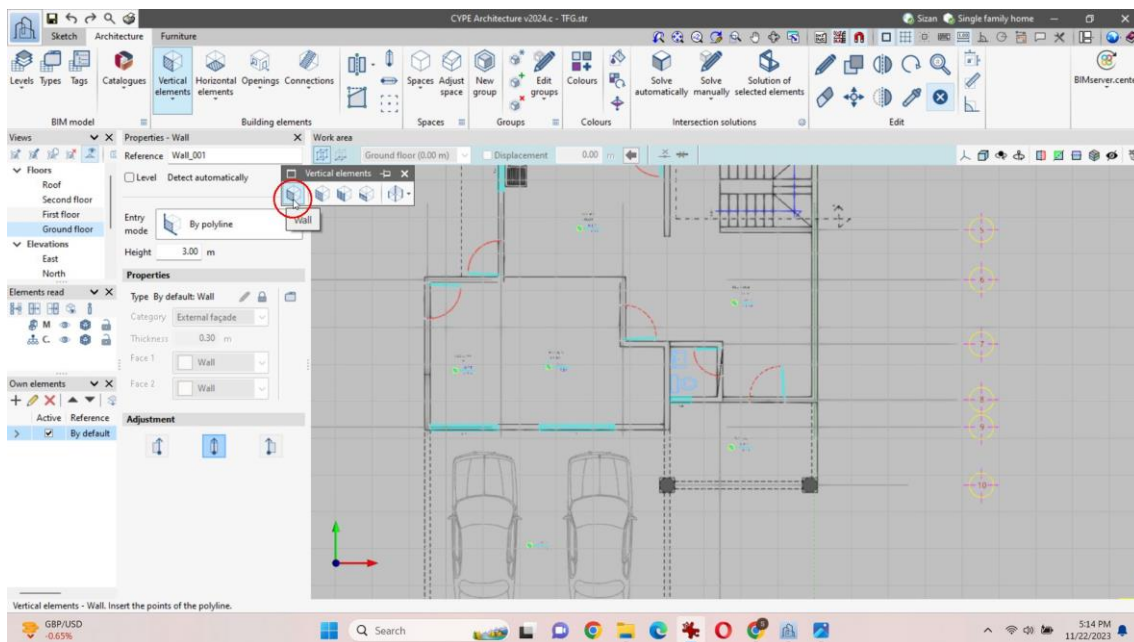 CYPE Architecture v2024.c - TFG.str
Sizan
Single family home
Sketch
Architecture
Furniture
Levels
Types
Tags
Catalogues
Vertical elements
Horizontal elements
Openings
Connections
Spaces
Adjust space
New group
Edit groups
Colours
Solve automatically
Solve manually
Solution of selected elements
BIMserver.cente
BIM model
Building elements
Spaces
Groups
Colours
Intersection solutions
Edit
Views
Floors
Roof
Second floor
First floor
Ground floor
Elevations
East
North
Elements read
M
C.
Own elements
Active Reference
By default
Properties - Wall
Reference Wall_001
Level Detect automatically
Entry mode By polyline
Height 3.00 m
Properties
Type By default: Wall
Category External façade
Thickness 0.30 m
Face 1 Wall
Face 2 Wall
Adjustment
Work area
Ground floor (0.00 m)
Displacement 0.00 m
Vertical elements
Wall
5
6
7
8
9
10
Vertical elements - Wall. Insert the points of the polyline.
GBP/USD
-0.65%
Search
5:14 PM
11/22/2023